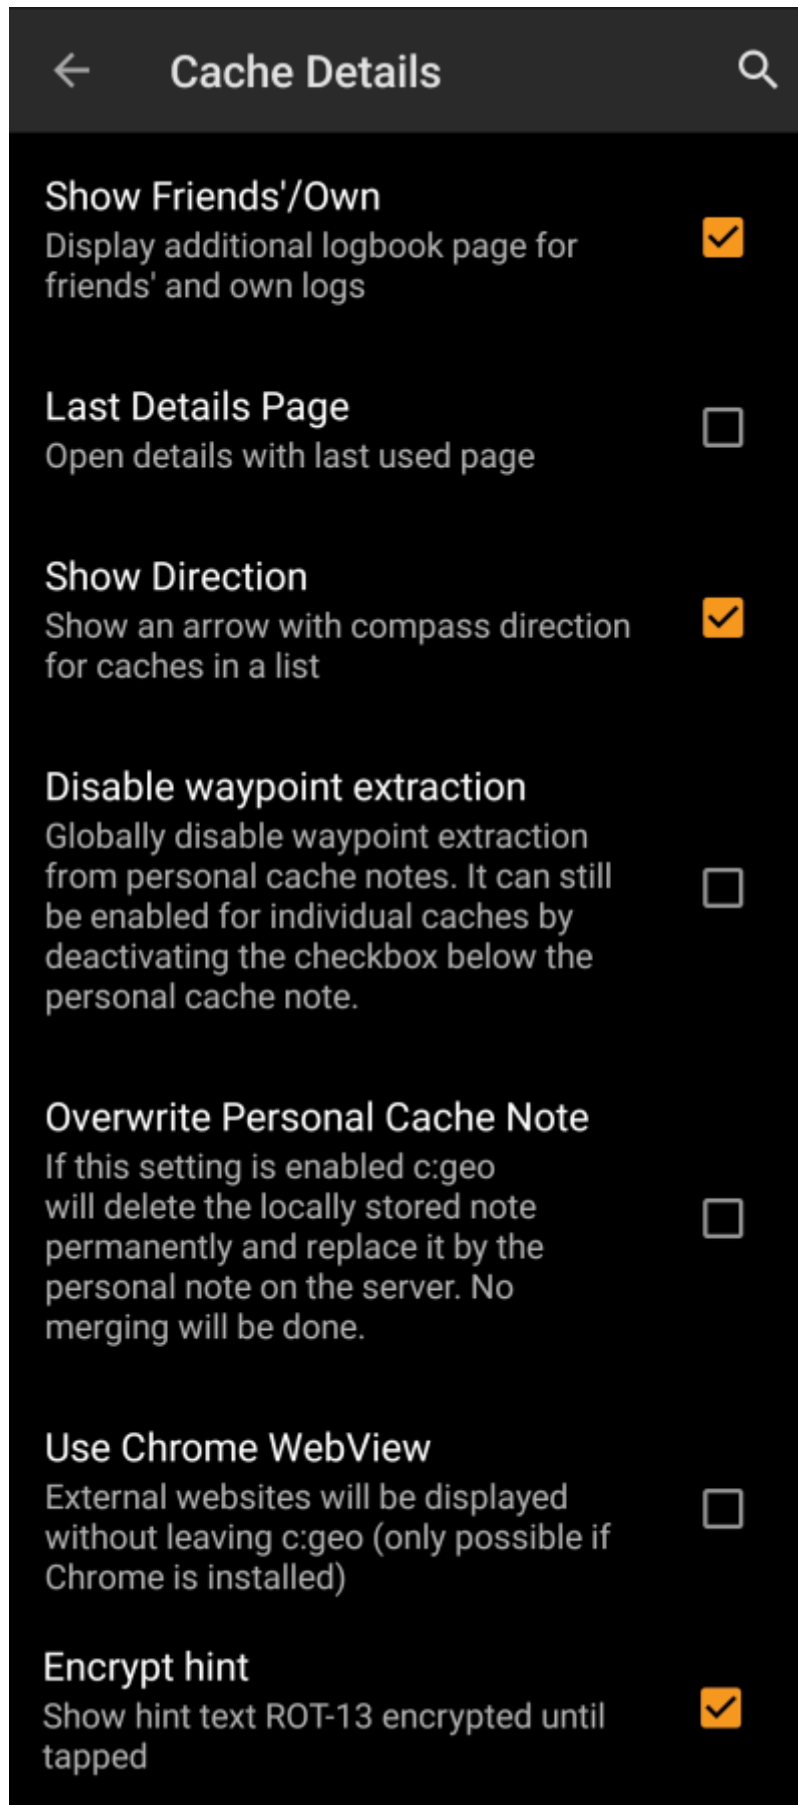 Cache Details
Show Friends'/Own
Display additional logbook page for
friends' and own logs
Last Details Page
Open details with last used page
Show Direction
Show an arrow with compass direction
for caches in a list
Disable waypoint extraction
Globally disable waypoint extraction
from personal cache notes. It can still
be enabled for individual caches by
deactivating the checkbox below the
personal cache note.
Overwrite Personal Cache Note
If this setting is enabled c:geo
will delete the locally stored note
permanently and replace it by the
personal note on the server. No
merging will be done.
Use Chrome WebView
External websites will be displayed
without leaving c:geo (only possible if
Chrome is installed)
Encrypt hint
Show hint text ROT-13 encrypted until
tapped